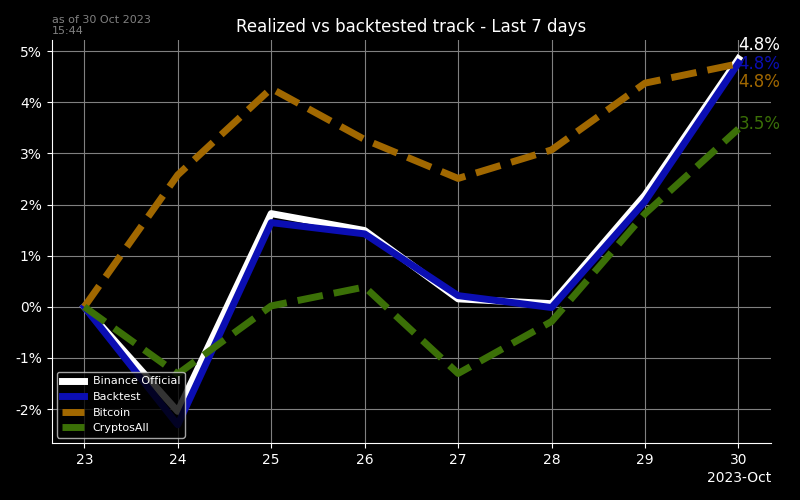 as of 30 Oct 2023
15:44
Realized vs backtested track - Last 7 days
5%
4%
3%
2%
1%
0%
-1%
-2%
4.8%
4.8%
4.8%
3.5%
Binance Official
Backtest
Bitcoin
CryptosAll
23 24 25 26 27 28 29 30
2023-Oct